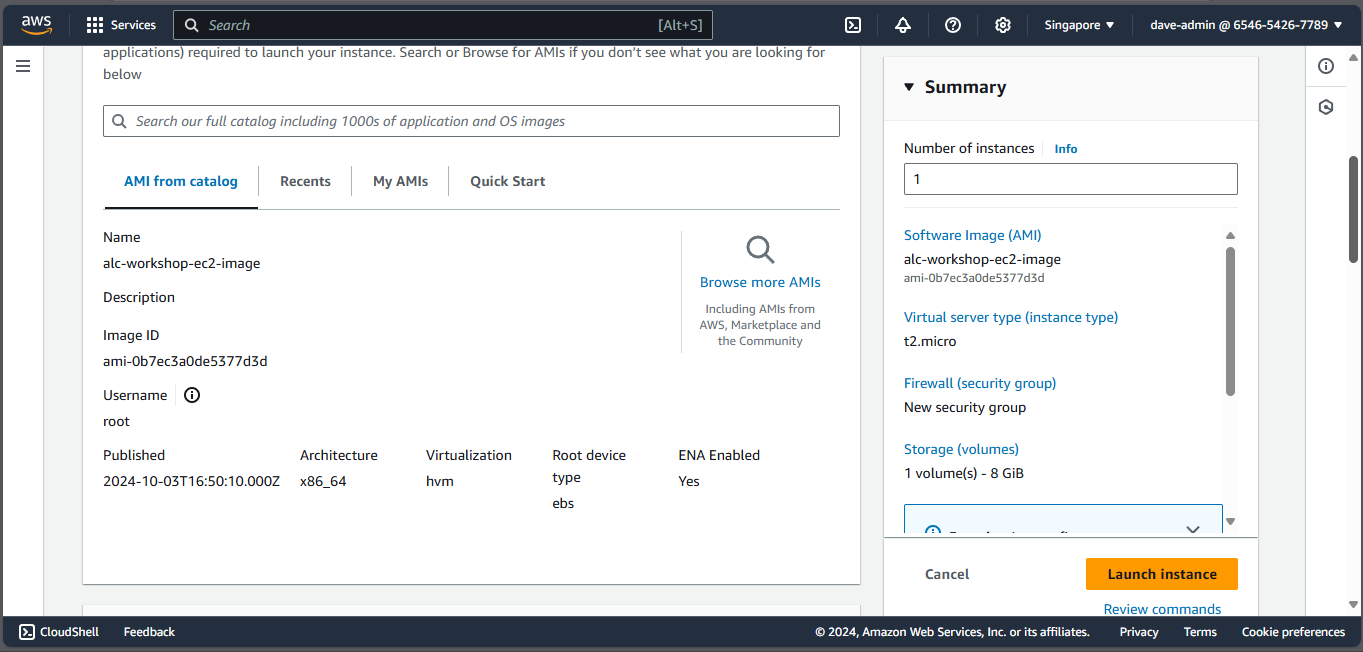 aws
Services
Search
[Alt+S]
Singapore
dave-admin @ 6546-5426-7789
applications) required to launch your instance. Search or Browse for AMIs if you don't see what you are looking for
below
Search our full catalog including 1000s of application and OS images
AMI from catalog
Recents
My AMIs
Quick Start
Name
alc-workshop-ec2-image
Description
Image ID
ami-0b7ec3a0de5377d3d
Username
root
Published
2024-10-03T16:50:10.000Z
Architecture
x86_64
Virtualization
hvm
Root device
type
ebs
ENA Enabled
Yes
Browse more AMIs
Including AMIs from
AWS, Marketplace and
the Community
Summary
Number of instances
Info
1
Software Image (AMI)
alc-workshop-ec2-image
ami-0b7ec3a0de5377d3d
Virtual server type (instance type)
t2.micro
Firewall (security group)
New security group
Storage (volumes)
1 volume(s) - 8 GiB
Cancel
Launch instance
Review commands
CloudShell
Feedback
© 2024, Amazon Web Services, Inc. or its affiliates.
Privacy
Terms
Cookie preferences